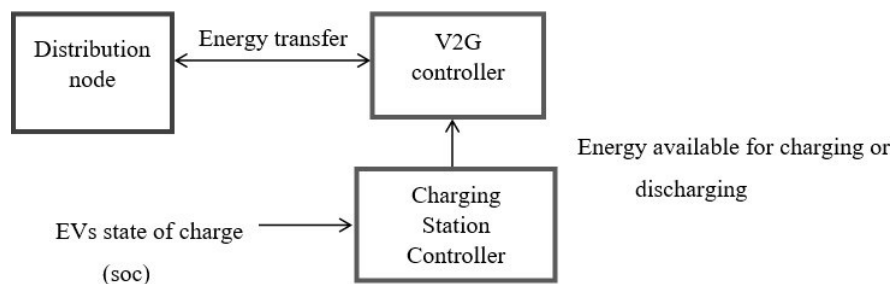 Distribution
node
Energy transfer
V2G
controller
Energy available for charging or
discharging
Charging
Station
Controller
EVs state of charge
(soc)